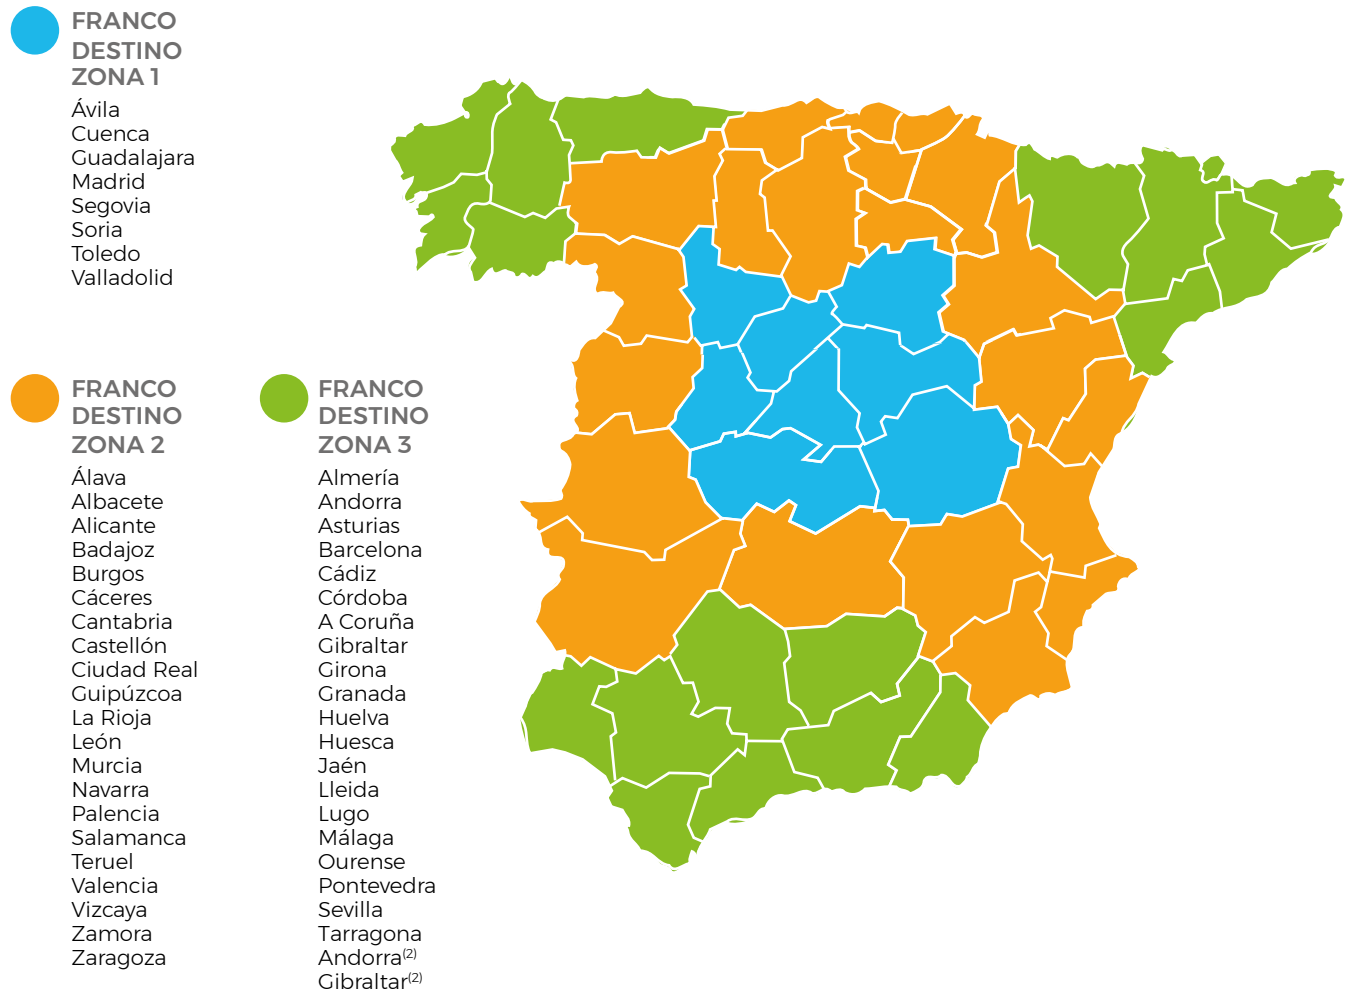 FRANCO
DESTINO
ZONA 1
Ávila
Cuenca
Guadalajara
Madrid
Segovia
Soria
Toledo
Valladolid
FRANCO
DESTINO
ZONA 2
Álava
Albacete
Alicante
Badajoz
Burgos
Cáceres
Cantabria
Castellón
Ciudad Real
Guipúzcoa
La Rioja
León
Murcia
Navarra
Palencia
Salamanca
Teruel
Valencia
Vizcaya
Zamora
Zaragoza
FRANCO
DESTINO
ZONA 3
Almería
Andorra
Asturias
Barcelona
Cádiz
Córdoba
A Coruña
Gibraltar
Girona
Granada
Huelva
Huesca
Jaén
Lleida
Lugo
Málaga
Ourense
Pontevedra
Sevilla
Tarragona
Andorra(2)
Gibraltar(2)